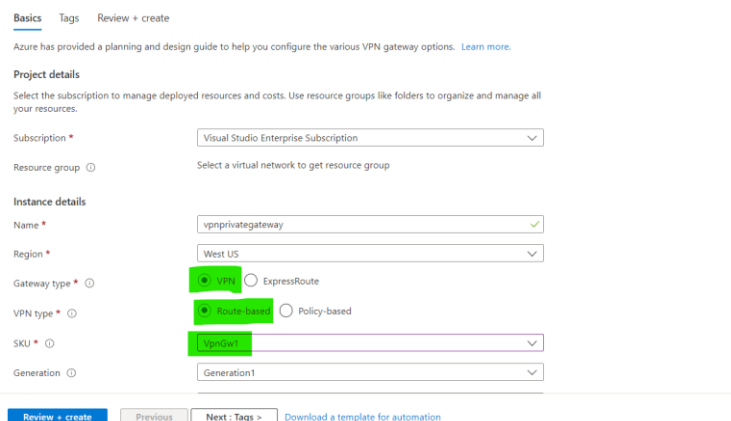 Basics Tags Review + create
Azure has provided a planning and design guide to help you configure the various VPN gateway options. Learn more.
Project details
Select the subscription to manage deployed resources and costs. Use resource groups like folders to organize and manage all
your resources.
Subscription * Visual Studio Enterprise Subscription
Resource group Select a virtual network to get resource group
Instance details
Name * vpnprivategateway
Region * West US
Gateway type * VPN ExpressRoute
VPN type * Route-based Policy-based
SKU * VpnGw1
Generation Generation1
Review + create Previous Next : Tags > Download a template for automation